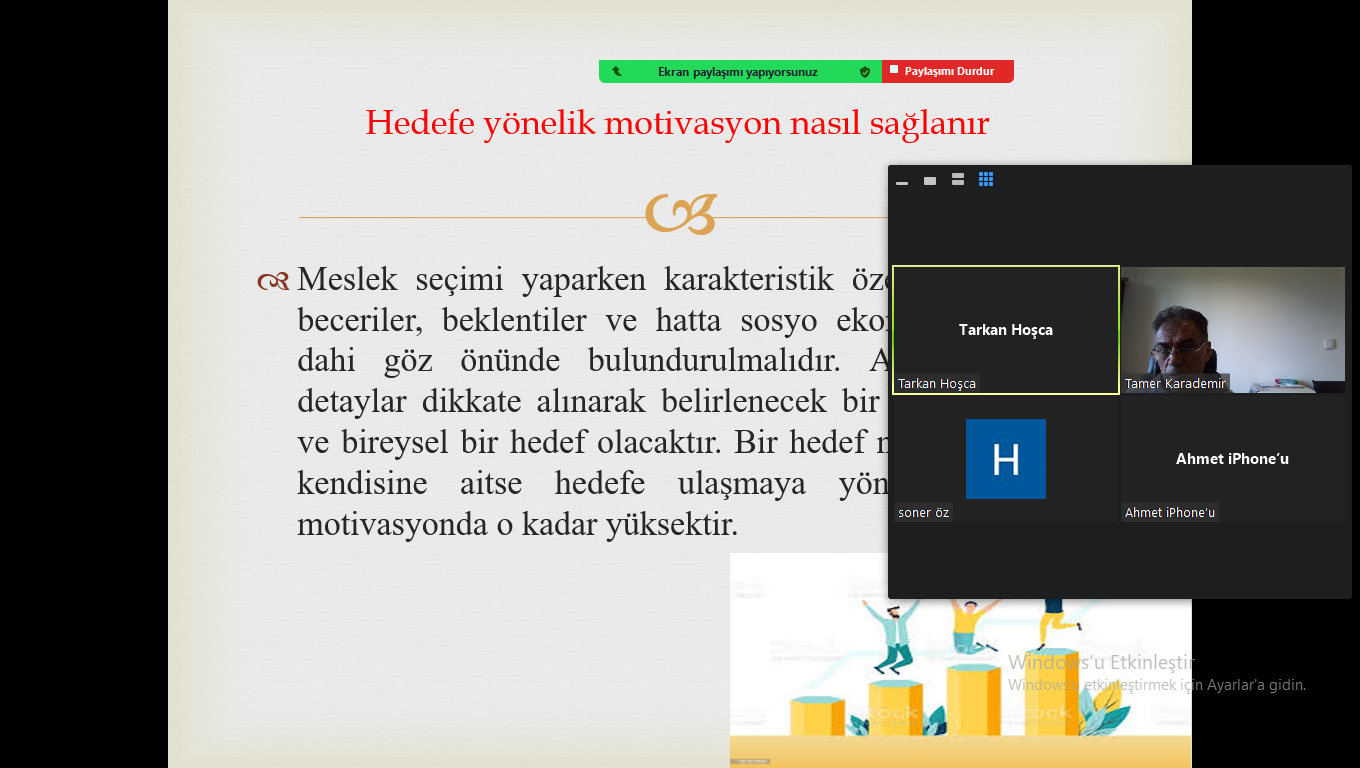 Ekran paylaşımı yapıyorsunuz
Paylaşımı Durdur
Hedefe yönelik motivasyon nasıl sağlanır
Meslek seçimi yaparken karakteristik
beceriler, beklentiler ve hatta sosyo
dahi göz önünde bulundurulmalıdır.
detaylar dikkate alınarak belirlenecek bir
ve bireysel bir hedef olacaktır. Bir hedef
kendisine aitse hedefe ulaşmaya
motivasyonda o kadar yüksektir.
Tarkan Hoşca
Tarkan Hoşca
Tamer Karademir
H
soner öz
Ahmet iPhone'u
Ahmet iPhone'u
Windows'u Etkinleştir
Windows'u etkinleştirmek için Ayarlar'a gidin.